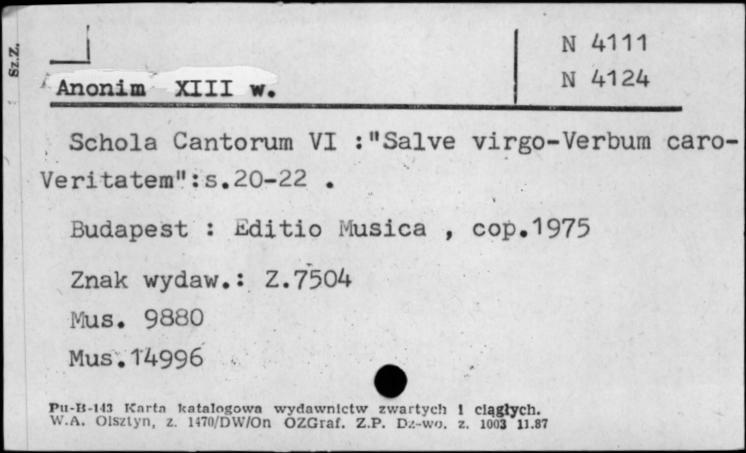 Sz.Z.
N 4111
N 4124
Anonim XIII w.
Schola Cantorum VI :"Salve virgo-Verbum caro-
Veritatem":s.20-22 .
Budapest : Editio Musica , cop.1975
Znak wydaw.: Z.7504
Mus. 9880
Mus.14996
Pu-B-143 Karta katalogowa wydawnictw zwartych i ciągłych.
W.A. Olsztyn, z. 1470/DW/On OZGraf. Z.P. Dz-wo. z. 1003 11.87